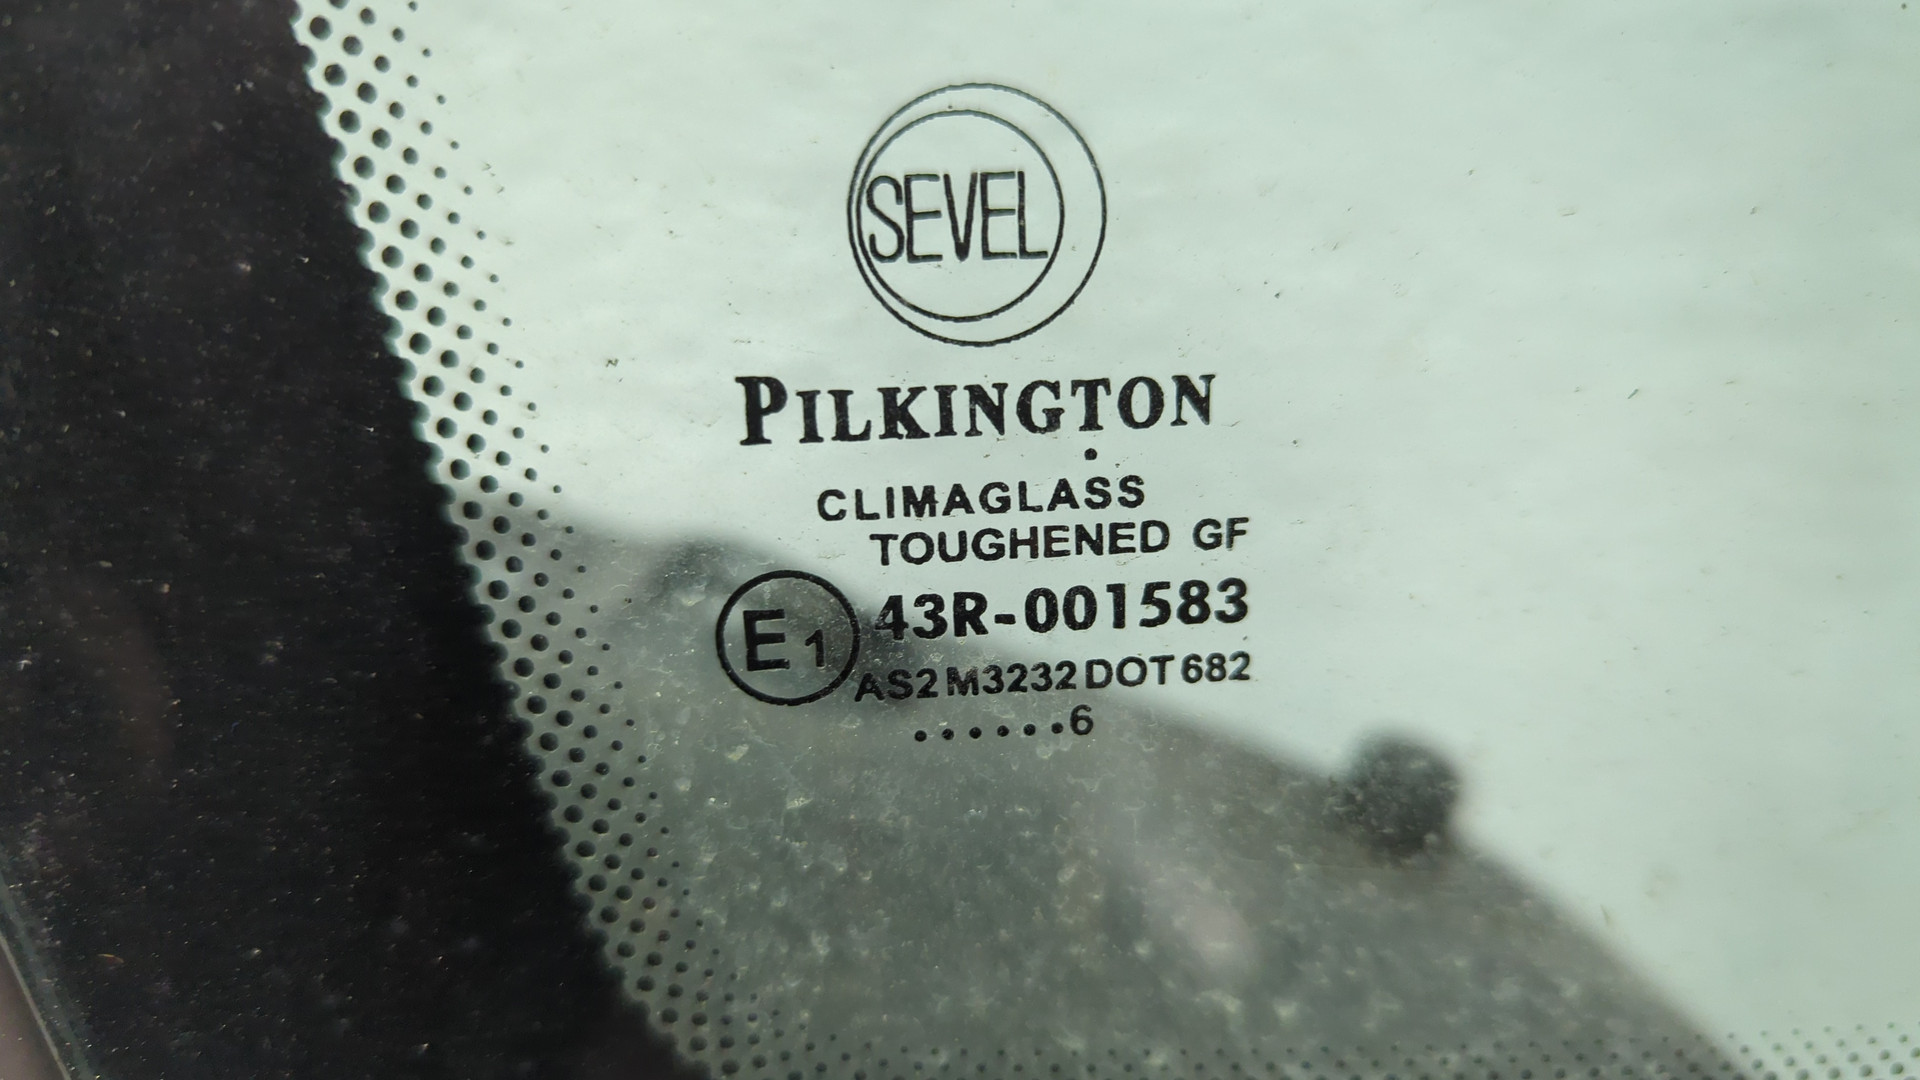 SEVEL
PILKINGTON
CLIMAGLASS
TOUGHENED GF
E1 43R-001583
AS2 M3232 DOT 682
......6